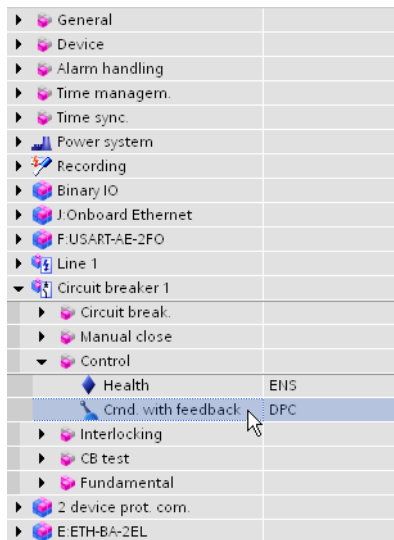 General
Device
Alarm handling
Time managem.
Time sync.
Power system
Recording
Binary IO
J:Onboard Ethernet
F:USART-AE-2FO
Line 1
Circuit breaker 1
Circuit break.
Manual close
Control
Health ENS
Cmd. with feedback DPC
Interlocking
CB test
Fundamental
2 device prot. com.
E:ETH-BA-2EL